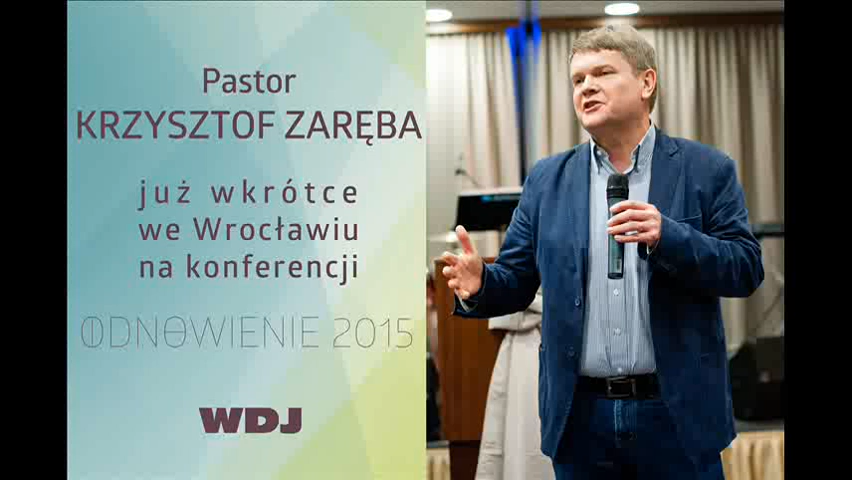 Pastor
KRZYSZTOF ZARĘBA
już wkrótce
we Wrocławiu
na konferencji
ODNOWIENIE 2015
WDJ